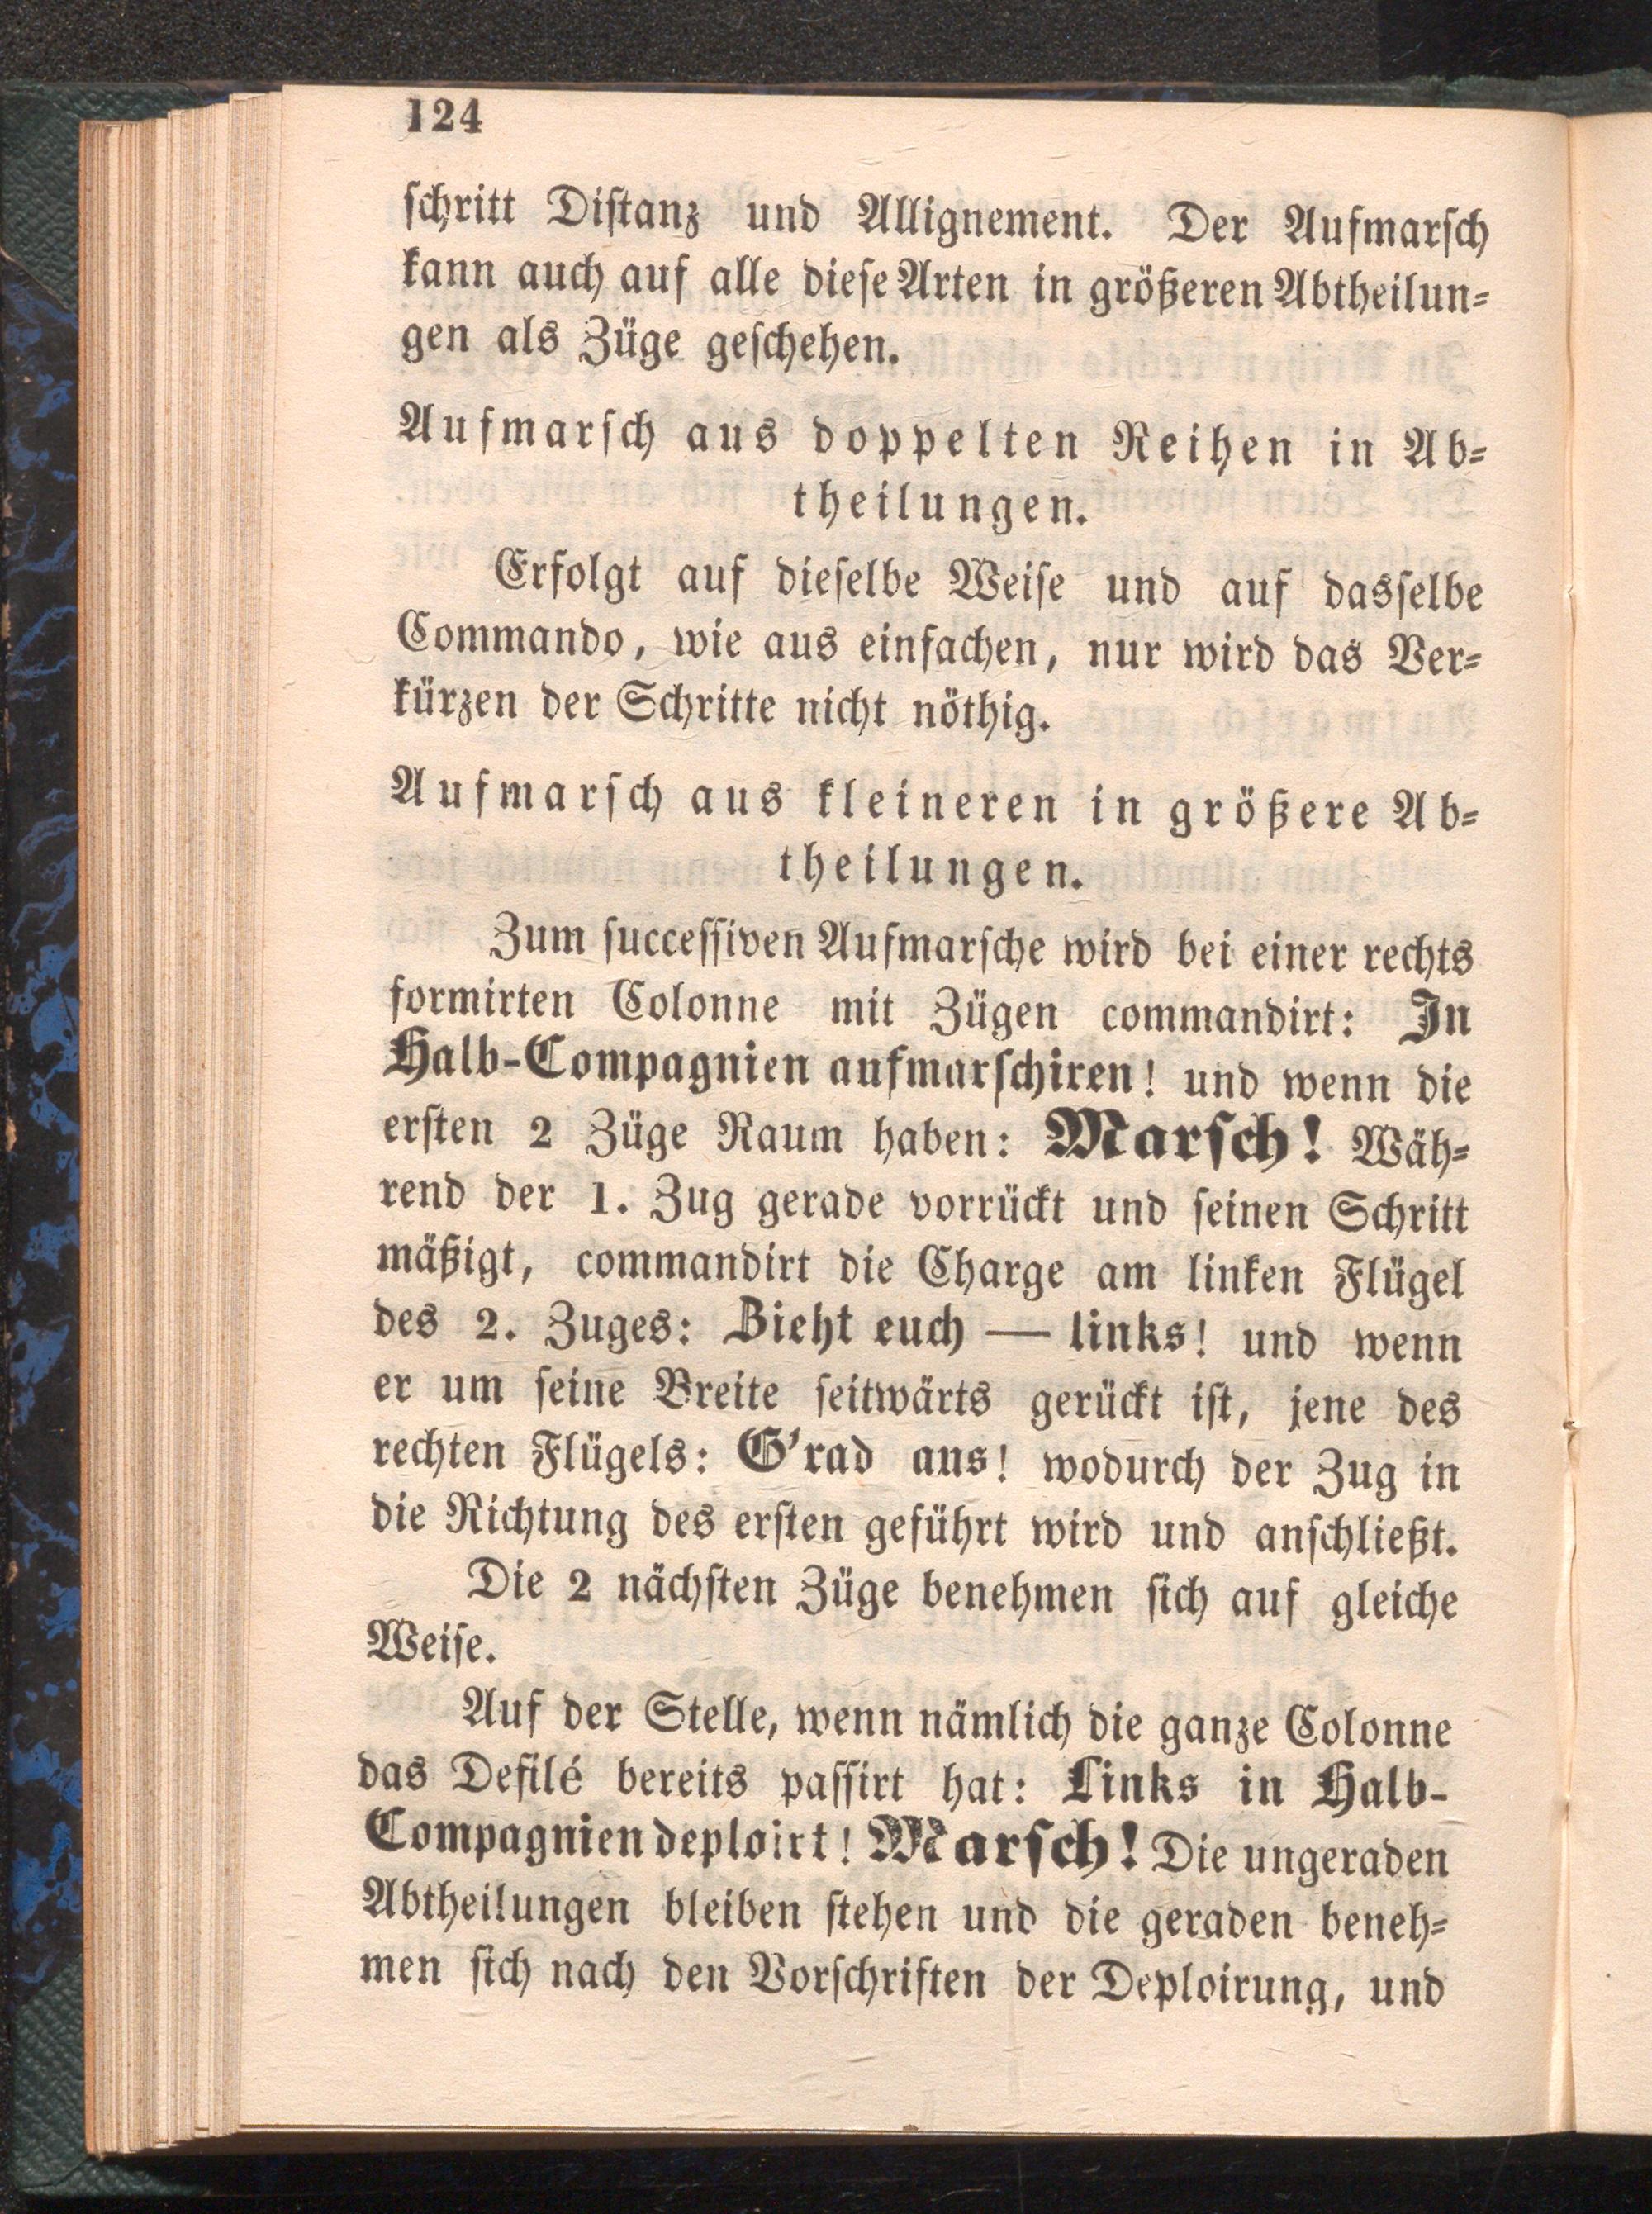 124
schritt Distanz und Allignement. Der Aufmarsch
kann auch auf alle diese Arten in größeren Abtheilun-
gen als Züge geschehen.
Aufmarsch aus doppelten Reihen in Ab-
theilungen.
Erfolgt auf dieselbe Weise und auf dasselbe
Commando, wie aus einfachen, nur wird das Ver-
kürzen der Schritte nicht nöthig.
Aufmarsch aus kleineren in größere Ab-
theilungen.
Zum successiven Aufmarsche wird bei einer rechts
formirten Colonne mit Zügen commandirt: In
Halb-Compagnien aufmarschiren! und wenn die
ersten 2 Züge Raum haben: Marsch! Wäh-
rend der 1. Zug gerade vorrückt und seinen Schritt
mäßigt, commandirt die Charge am linken Flügel
des 2. Zuges: Zieht euch — links! und wenn
er um seine Breite seitwärts gerückt ist, jene des
rechten Flügels: G'rad aus! wodurch der Zug in
die Richtung des ersten geführt wird und anschließt.
Die 2 nächsten Züge benehmen sich auf gleiche
Weise.
Auf der Stelle, wenn nämlich die ganze Colonne
das Defilé bereits passirt hat: Links in Halb-
Compagnien deploirt! Marsch! Die ungeraden
Abtheilungen bleiben stehen und die geraden beneh-
men sich nach den Vorschriften der Deploirung, und